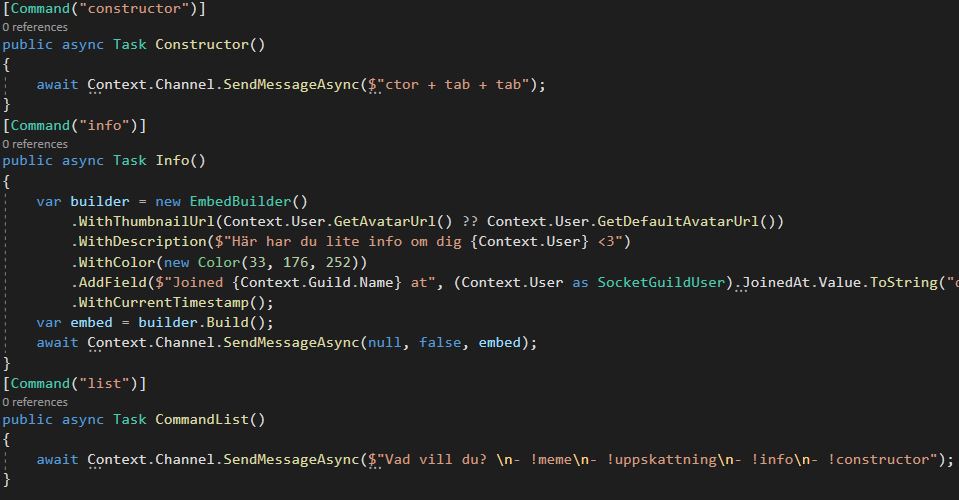 [Command("constructor")]
0 references
public async Task Constructor()
{
await Context.Channel.SendMessageAsync($"ctor + tab + tab");
}
[Command("info")]
0 references
public async Task Info()
{
var builder = new EmbedBuilder()
.WithThumbnailUrl(Context.User.GetAvatarUrl() ?? Context.User.GetDefaultAvatarUrl())
.WithDescription($"Här har du lite info om dig {Context.User} <3")
.WithColor(new Color(33, 176, 252))
.AddField($"Joined {Context.Guild.Name} at", (Context.User as SocketGuildUser).JoinedAt.Value.ToString("
.WithCurrentTimestamp();
var embed = builder.Build();
await Context.Channel.SendMessageAsync(null, false, embed);
}
[Command("list")]
0 references
public async Task CommandList()
{
await Context.Channel.SendMessageAsync($"Vad vill du? \n- !meme\n- !uppskattning\n- !info\n- !constructor");
}